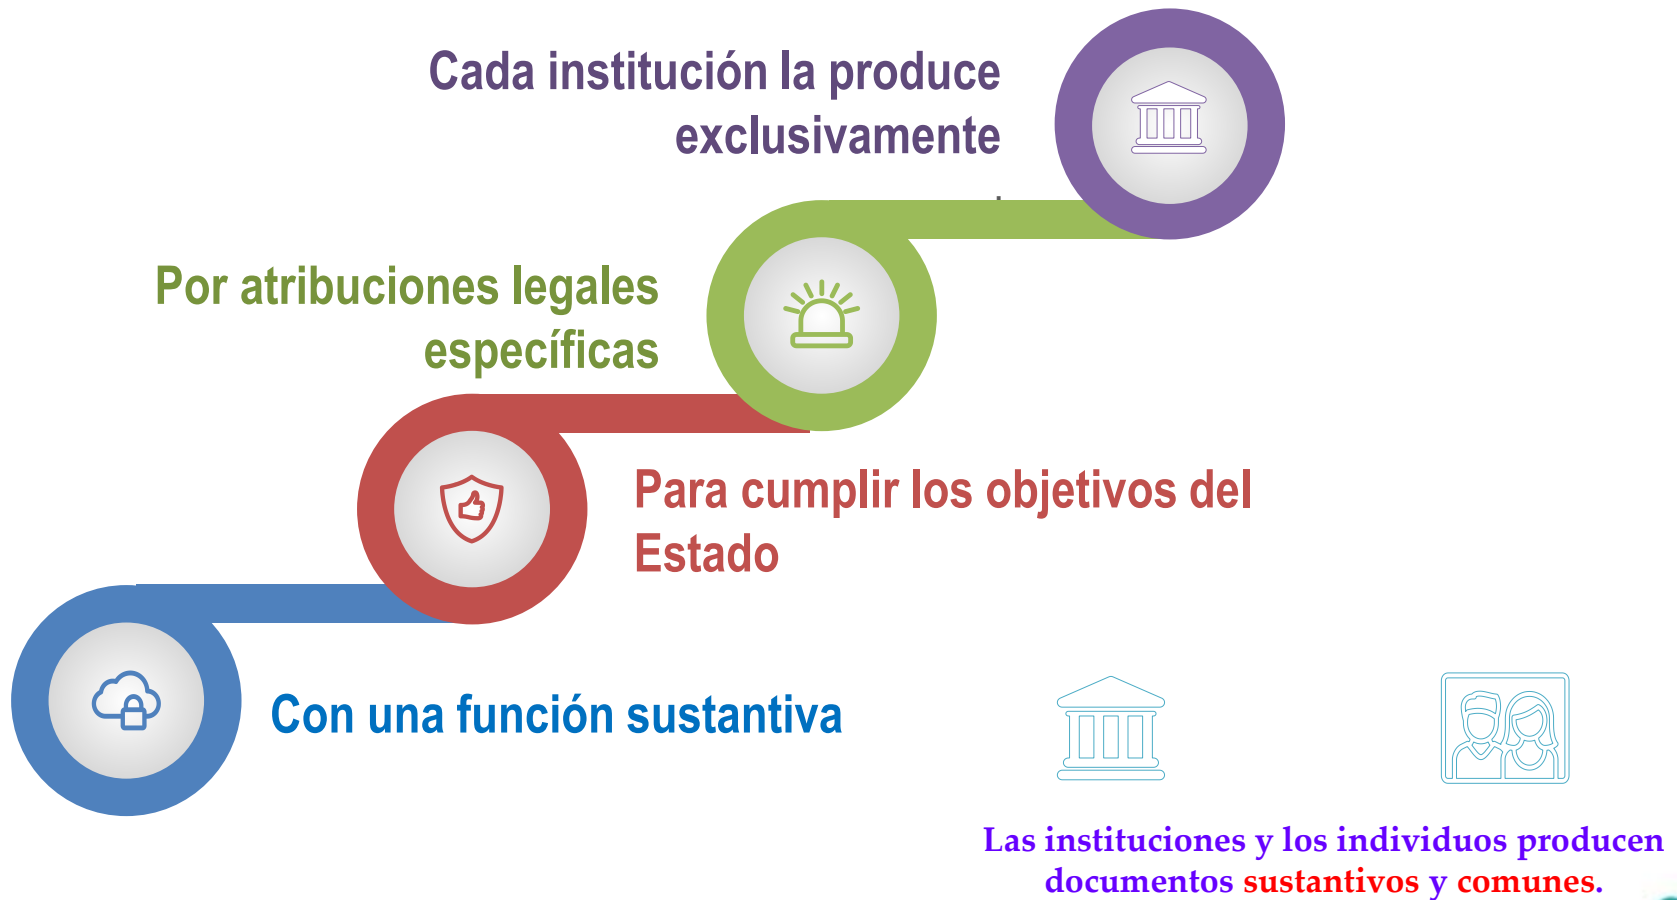 Cada institución la produce
exclusivamente
Por atribuciones legales
específicas
Para cumplir los objetivos del
Estado
Con una función sustantiva
Las instituciones y los individuos producen
documentos sustantivos y comunes.